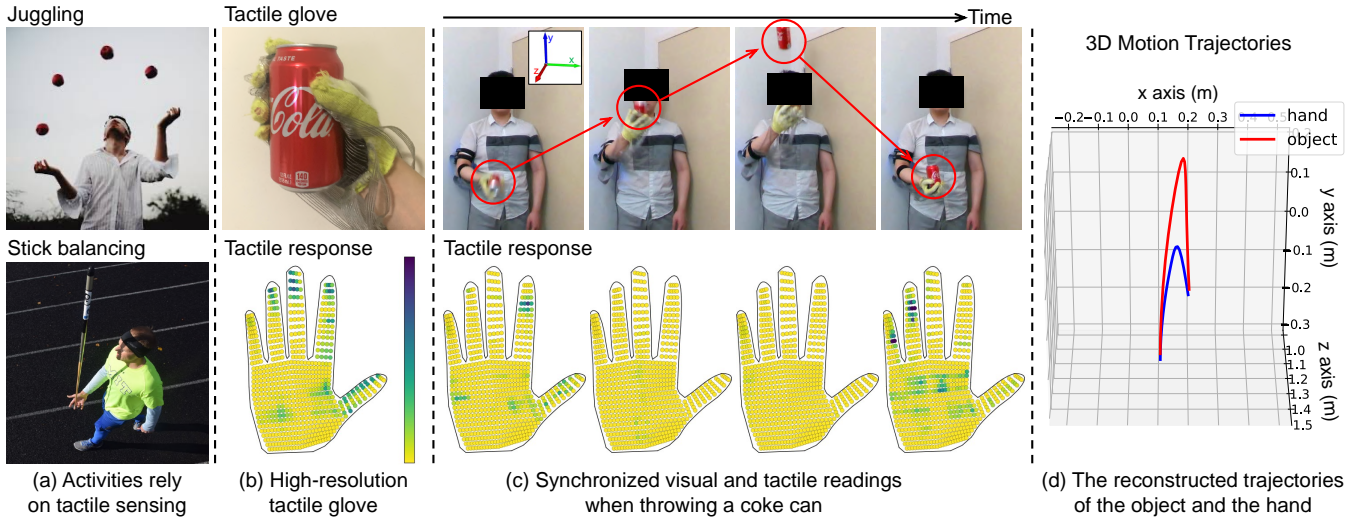 Juggling
Tactile glove
Time
TASTE
Cola
140
y
x
z
3D Motion Trajectories
x axis (m)
hand
object
−0.2 −0.1 0.0 0.1 0.2 0.3
0.1
0.0
0.1
0.2
0.3
y axis (m)
1.0
1.1
1.2
1.3
1.4
1.5
z axis (m)
Stick balancing
Tactile response
Tactile response
(a) Activities rely
on tactile sensing
(b) High-resolution
tactile glove
(c) Synchronized visual and tactile readings
when throwing a coke can
(d) The reconstructed trajectories
of the object and the hand